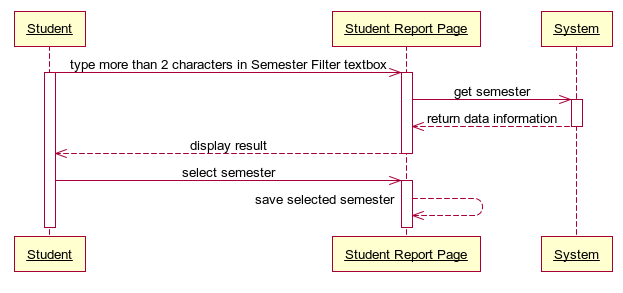 Student
Student Report Page
System
type more than 2 characters in Semester Filter textbox
get semester
return data information
display result
select semester
save selected semester
Student
Student Report Page
System